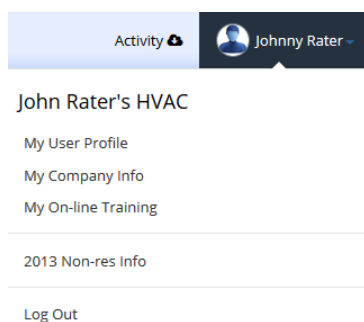 Activity Johnny Rater
John Rater's HVAC
My User Profile
My Company Info
My On-line Training
2013 Non-res Info
Log Out